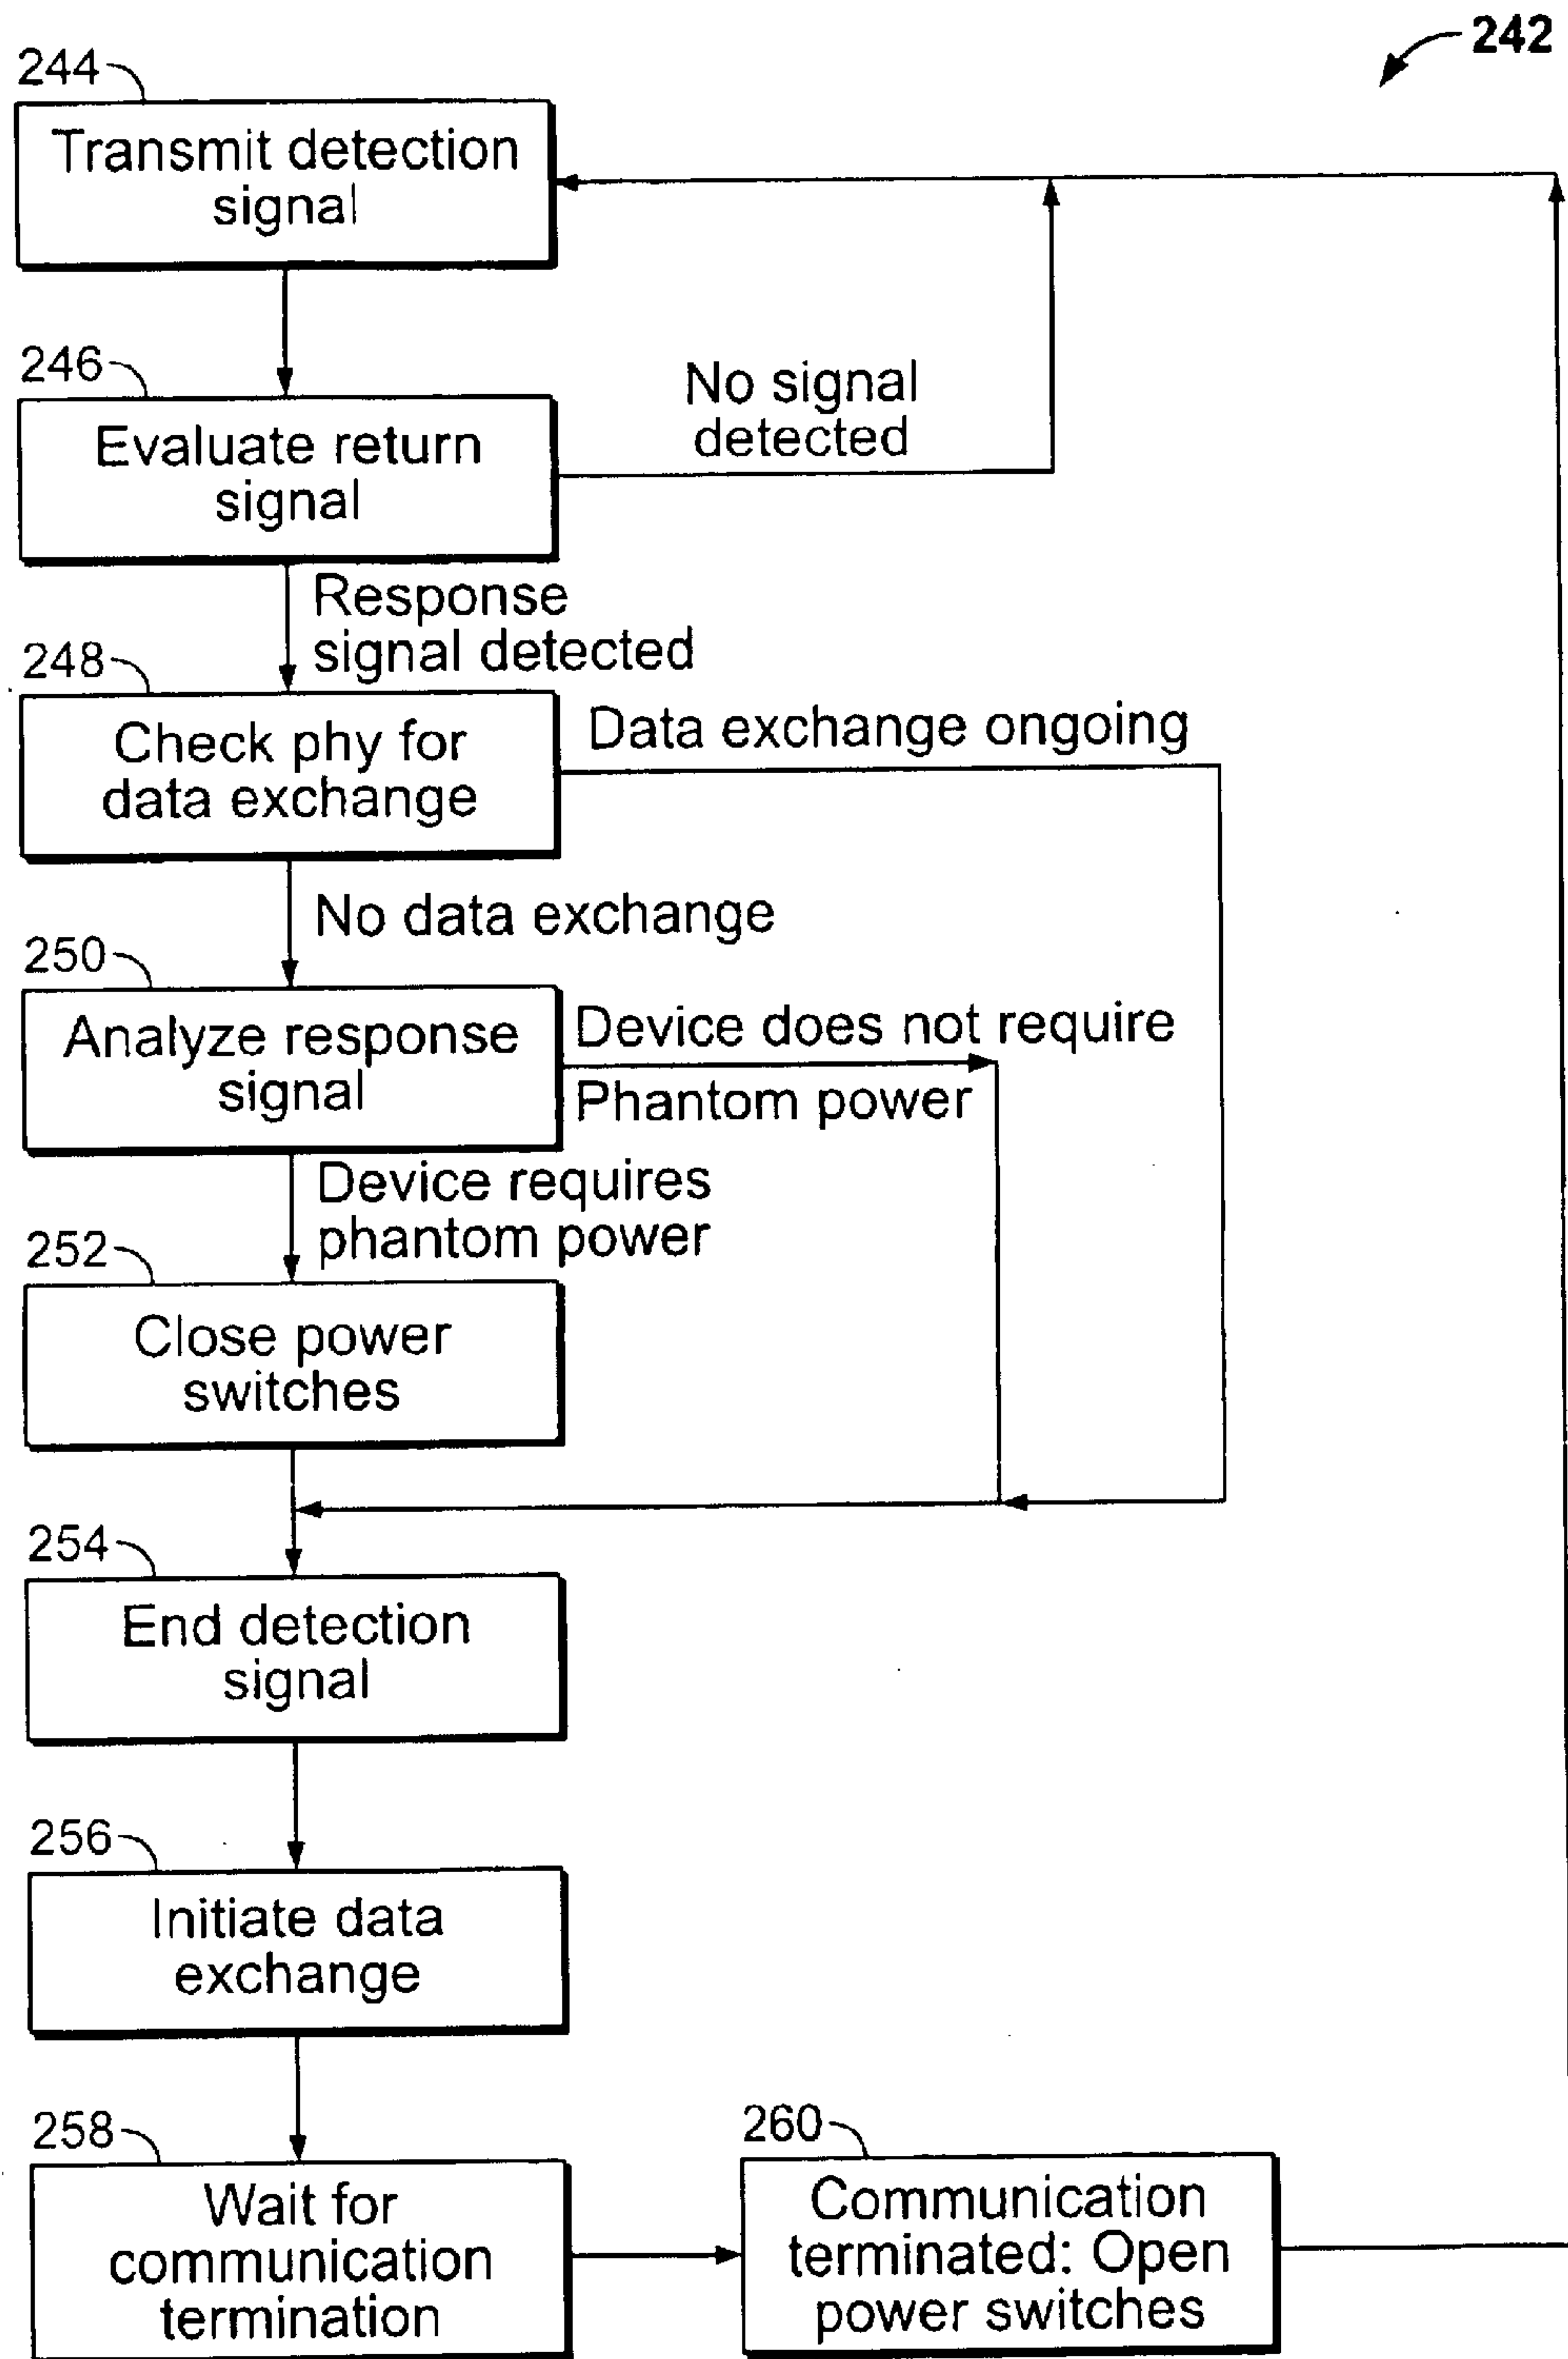 242
244
Transmit detection
signal
246
Evaluate return
signal
No signal
detected
Response
signal detected
248
Check phy for
data exchange
Data exchange ongoing
No data exchange
250
Analyze response
signal
Device does not require
Phantom power
Device requires
phantom power
252
Close power
switches
254
End detection
signal
256
Initiate data
exchange
258
Wait for
communication
termination
260
Communication
terminated: Open
power switches